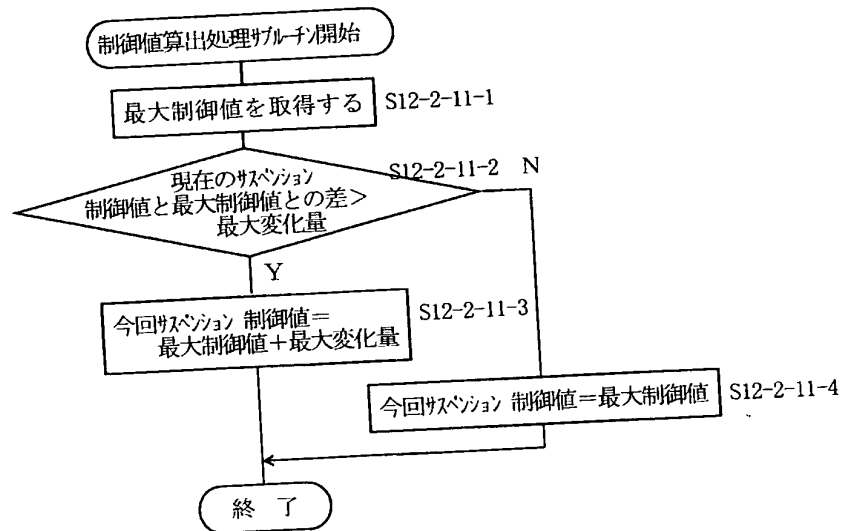 制御値算出処理ｻﾌﾞﾙｰﾁﾝ開始
最大制御値を取得する
S12-2-11-1
S12-2-11-2
N
現在のｻｽﾍﾟﾝｼｮﾝ
制御値と最大制御値との差＞
最大変化量
Y
今回ｻｽﾍﾟﾝｼｮﾝ 制御値＝
最大制御値＋最大変化量
S12-2-11-3
今回ｻｽﾍﾟﾝｼｮﾝ 制御値＝最大制御値
S12-2-11-4
終 了